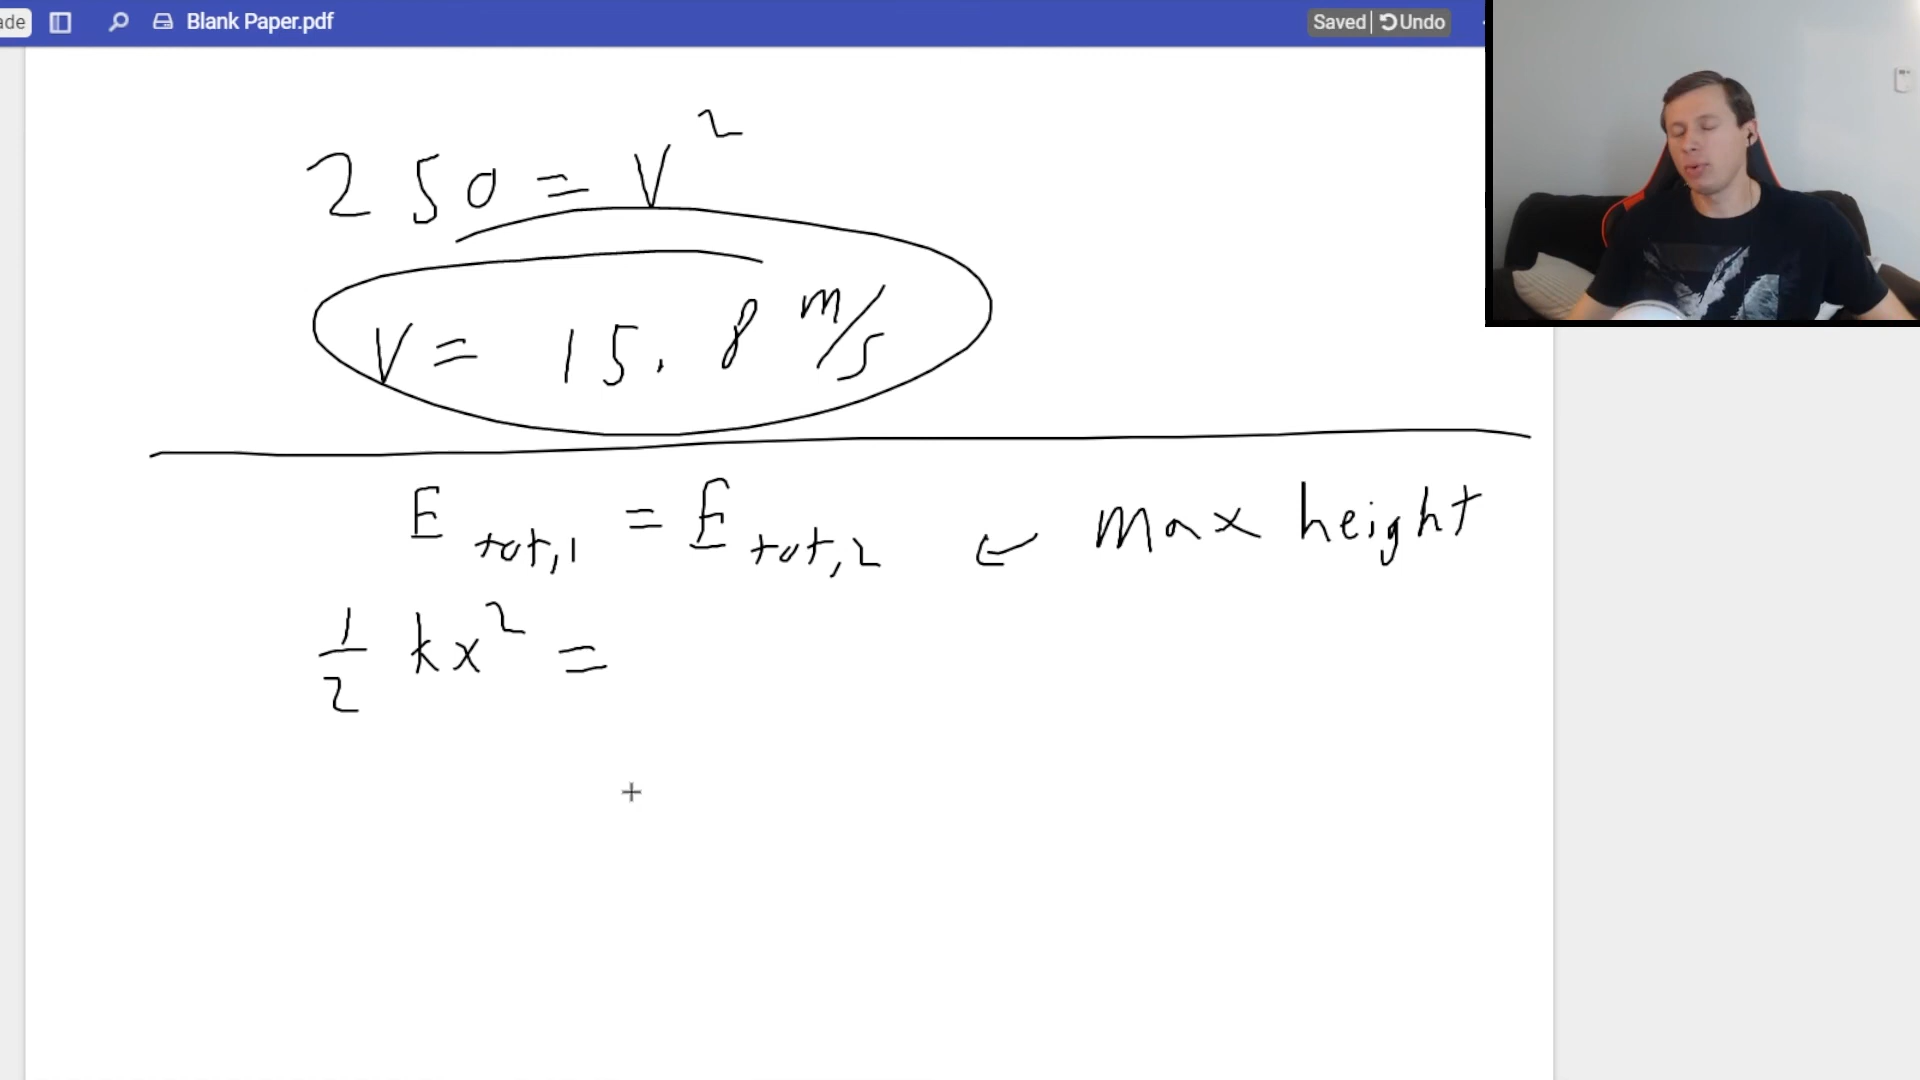 ade Blank Paper.pdf Saved | Undo
250 = V²
V = 15.8 m/s
E tot,1 = E tot,2 ← max height
1/2 kx² =